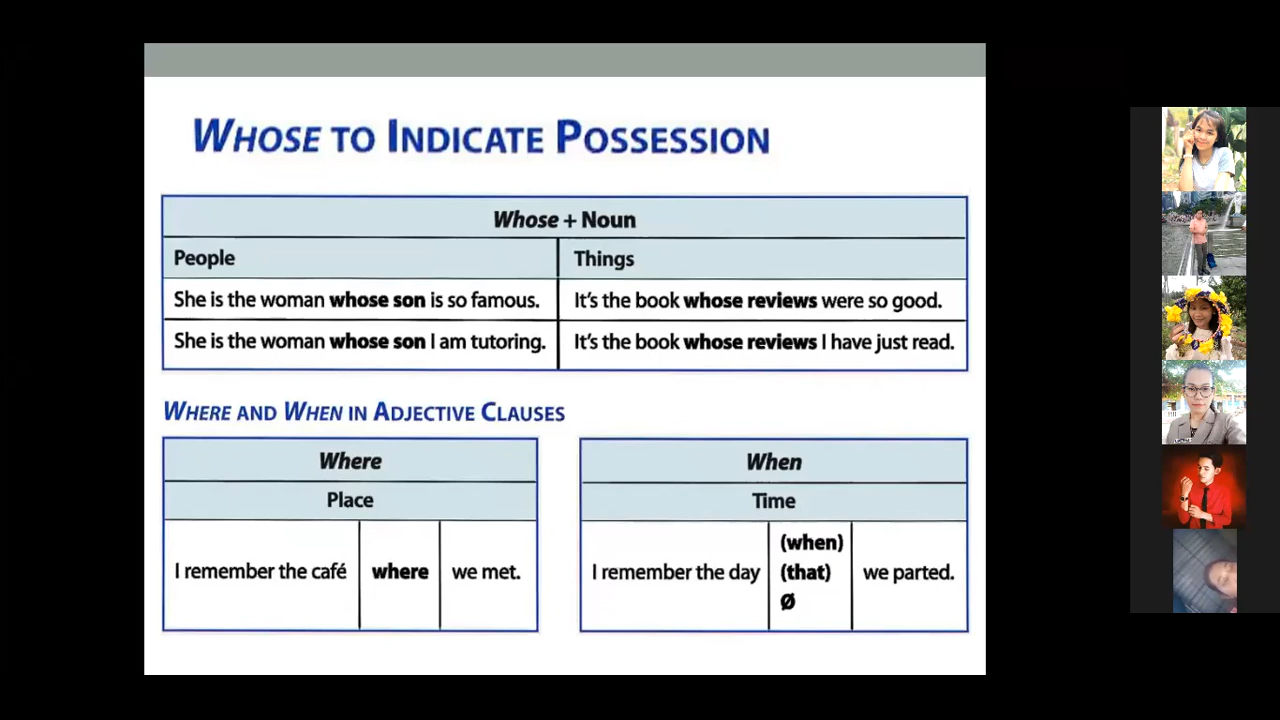 WHOSE TO INDICATE POSSESSION
Whose + Noun
People
Things
She is the woman whose son is so famous.
It's the book whose reviews were so good.
She is the woman whose son I am tutoring.
It's the book whose reviews I have just read.
WHERE AND WHEN IN ADJECTIVE CLAUSES
Where
Place
I remember the café
where
we met.
When
Time
I remember the day
(when)
(that)
Ø
we parted.